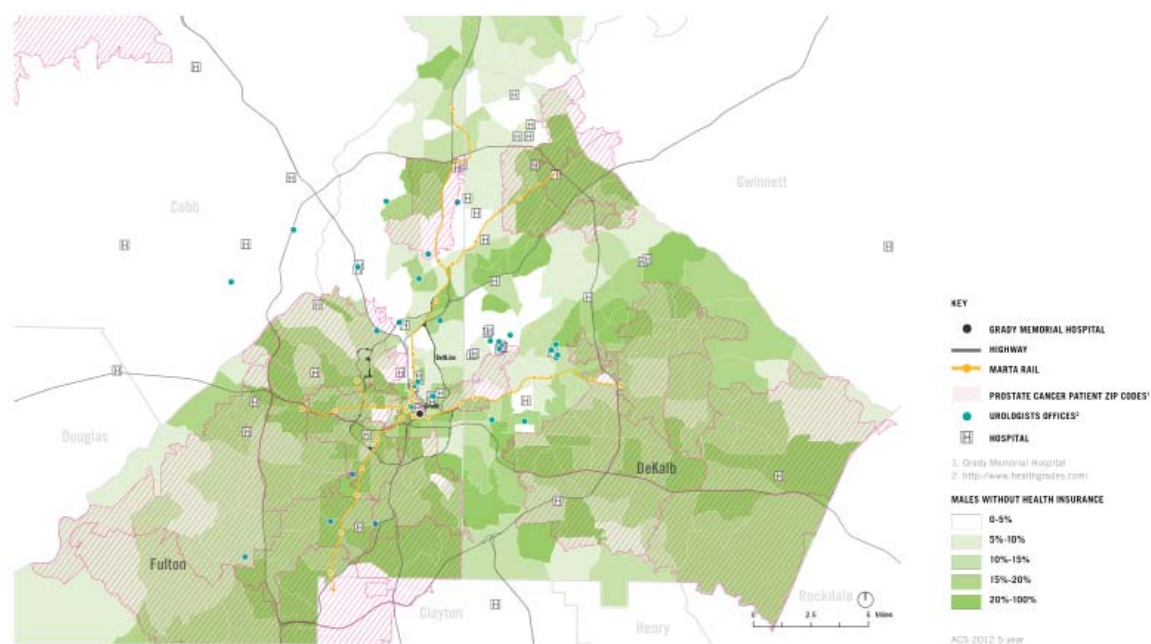 Cobb
Gwinnett
Douglas
DeKalb
Fulton
Clayton
Henry
Rockdale
0 2.5 5 Miles
KEY
GRADY MEMORIAL HOSPITAL
HIGHWAY
MARTA RAIL
PROSTATE CANCER PATIENT ZIP CODES¹
UROLOGISTS OFFICES²
H HOSPITAL
1. Grady Memorial Hospital
2. http://www.healthgrades.com/
MALES WITHOUT HEALTH INSURANCE
0-5%
5%-10%
10%-15%
15%-20%
20%-100%
ACS 2012 5-year